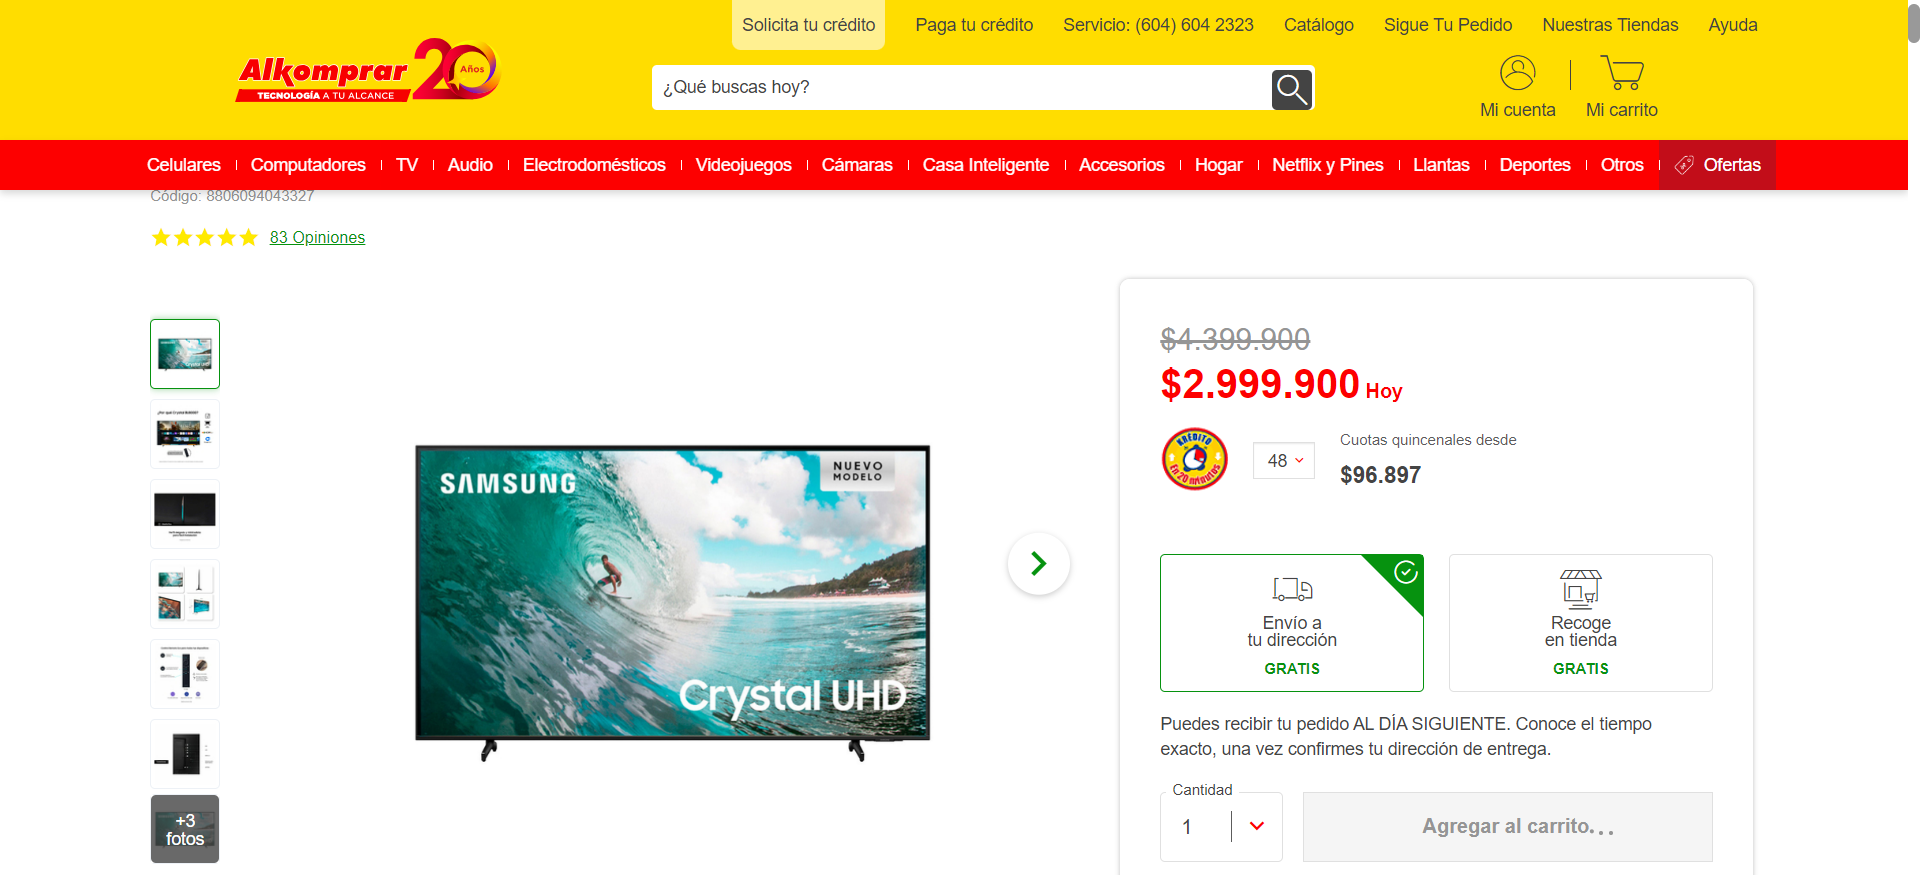 Solicita tu crédito
Paga tu crédito
Servicio: (604) 604 2323
Catálogo
Sigue Tu Pedido
Nuestras Tiendas
Ayuda
Alkomprar
TECNOLOGÍA A TU ALCANCE
20 Años
¿Qué buscas hoy?
Mi cuenta
Mi carrito
Celulares
Computadores
TV
Audio
Electrodomésticos
Videojuegos
Cámaras
Casa Inteligente
Accesorios
Hogar
Netflix y Pines
Llantas
Deportes
Otros
Ofertas
Código: 8806094043327
83 Opiniones
+3
fotos
SAMSUNG
NUEVO
MODELO
Crystal UHD
$4.399.900
$2.999.900 Hoy
KREDITO
En 20 minutos
48
Cuotas quincenales desde
$96.897
Envío a
tu dirección
GRATIS
Recoge
en tienda
GRATIS
Puedes recibir tu pedido AL DÍA SIGUIENTE. Conoce el tiempo
exacto, una vez confirmes tu dirección de entrega.
Cantidad
1
Agregar al carrito...